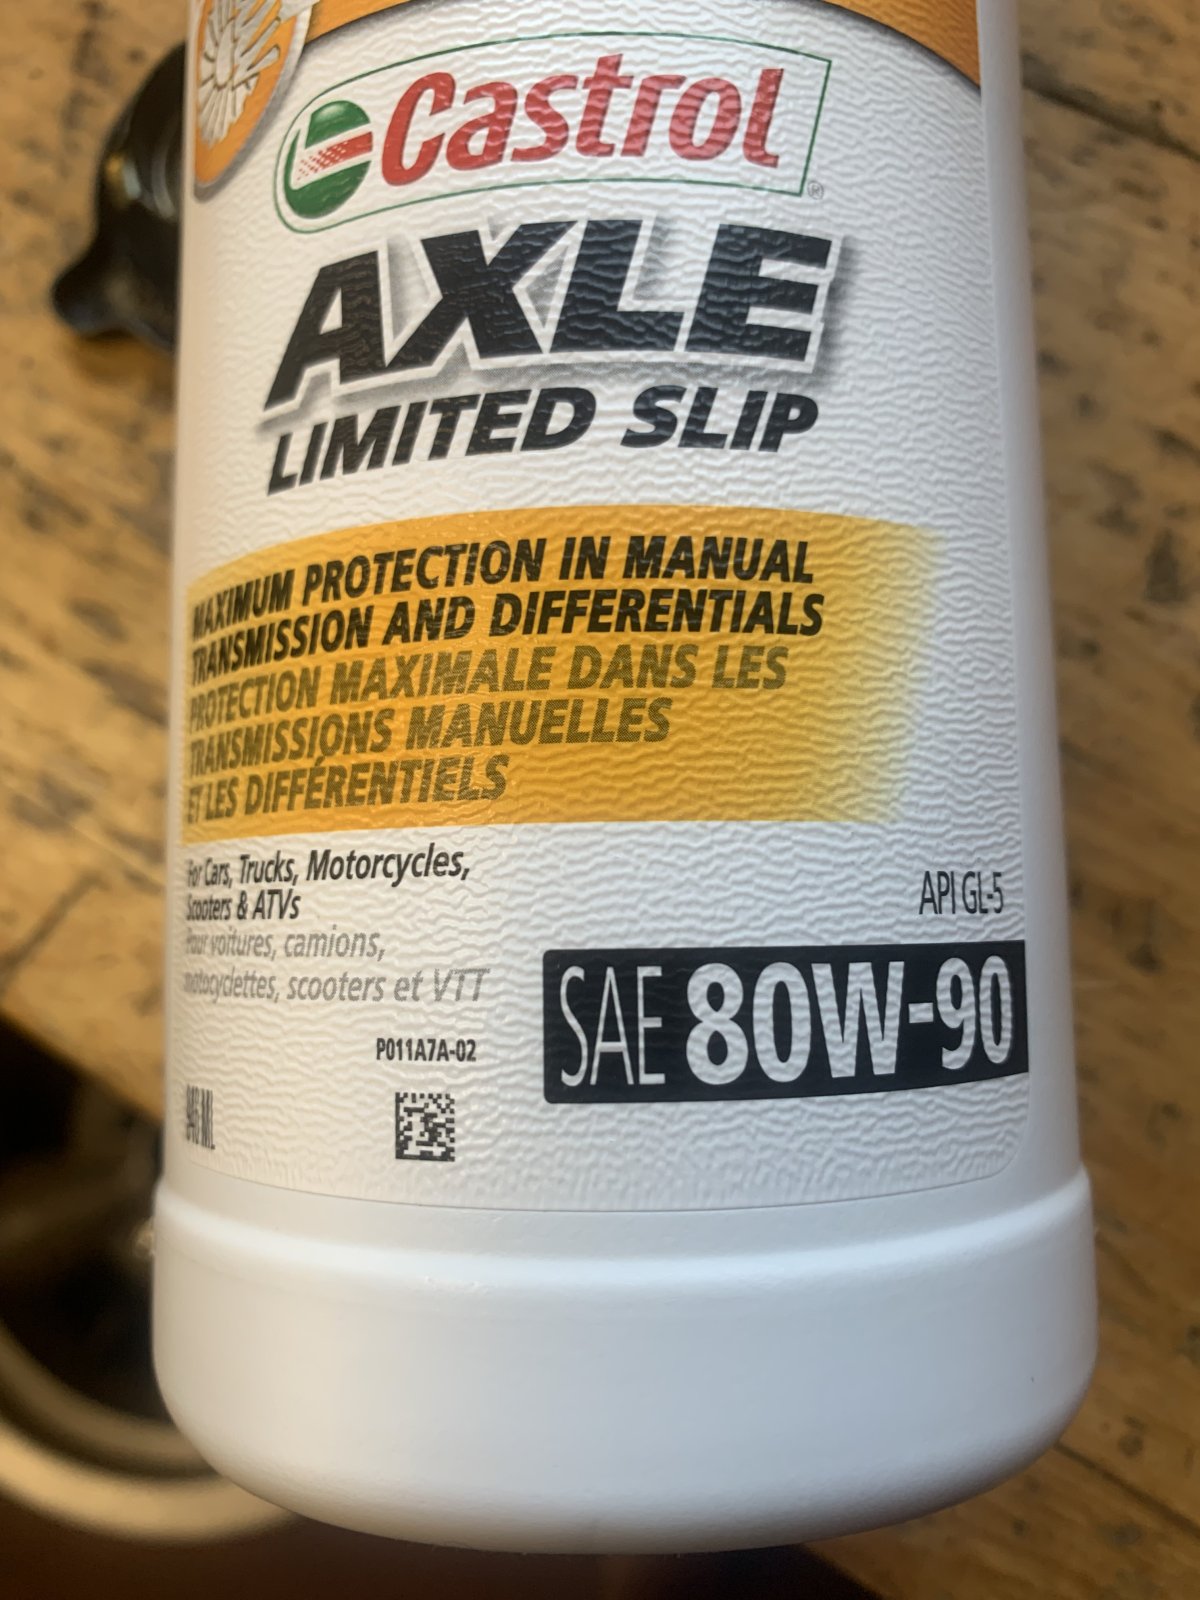 Castrol®
AXLE
LIMITED SLIP
MAXIMUM PROTECTION IN MANUAL
TRANSMISSION AND DIFFERENTIALS
PROTECTION MAXIMALE DANS LES
TRANSMISSIONS MANUELLES
ET LES DIFFÉRENTIELS
For Cars, Trucks, Motorcycles,
Scooters & ATVs
Pour voitures, camions,
motocyclettes, scooters et VTT
API GL-5
SAE 80W-90
P011A7A-02
946 ML